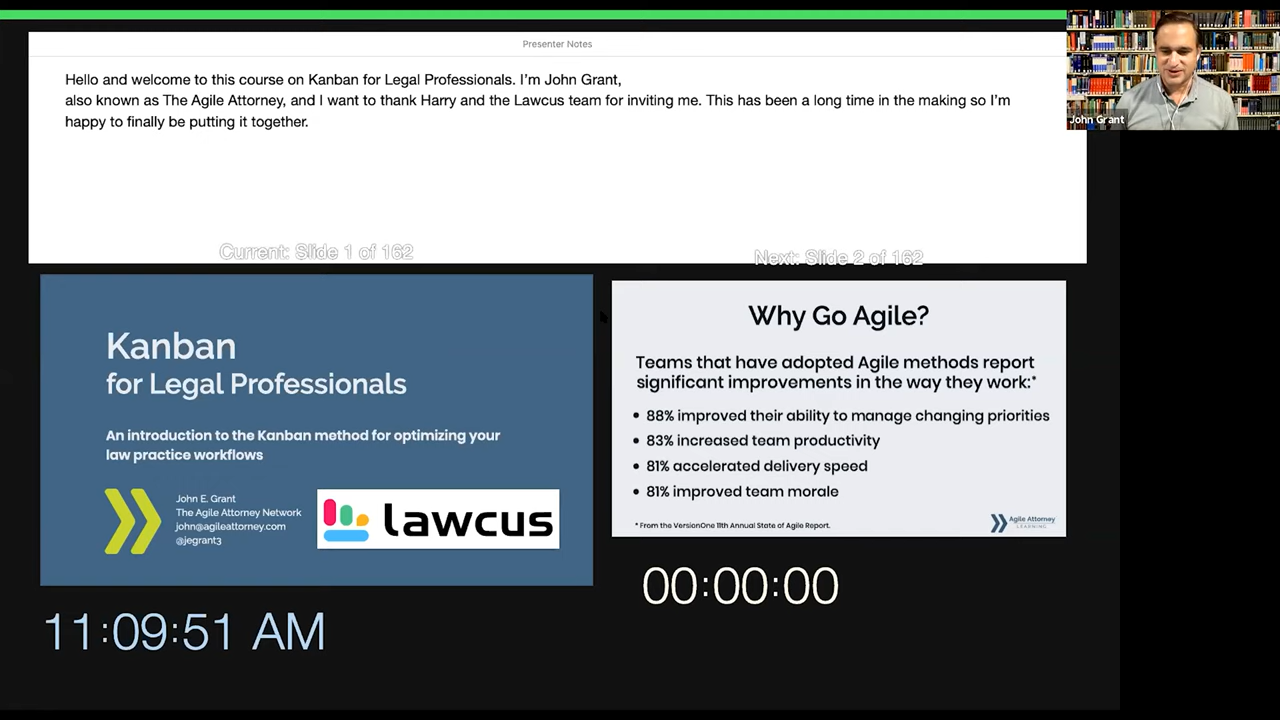 Presenter Notes
Hello and welcome to this course on Kanban for Legal Professionals. I'm John Grant,
also known as The Agile Attorney, and I want to thank Harry and the Lawcus team for inviting me. This has been a long time in the making so I'm
happy to finally be putting it together.
John Grant
Current: Slide 1 of 162
Next: Slide 2 of 162
Kanban
for Legal Professionals
An introduction to the Kanban method for optimizing your
law practice workflows
John E. Grant
The Agile Attorney Network
john@agileattorney.com
@jegrant3
lawcus
Why Go Agile?
Teams that have adopted Agile methods report
significant improvements in the way they work:*
• 88% improved their ability to manage changing priorities
• 83% increased team productivity
• 81% accelerated delivery speed
• 81% improved team morale
* From the VersionOne 11th Annual State of Agile Report.
Agile Attorney
LEARNING
00:00:00
11:09:51 AM